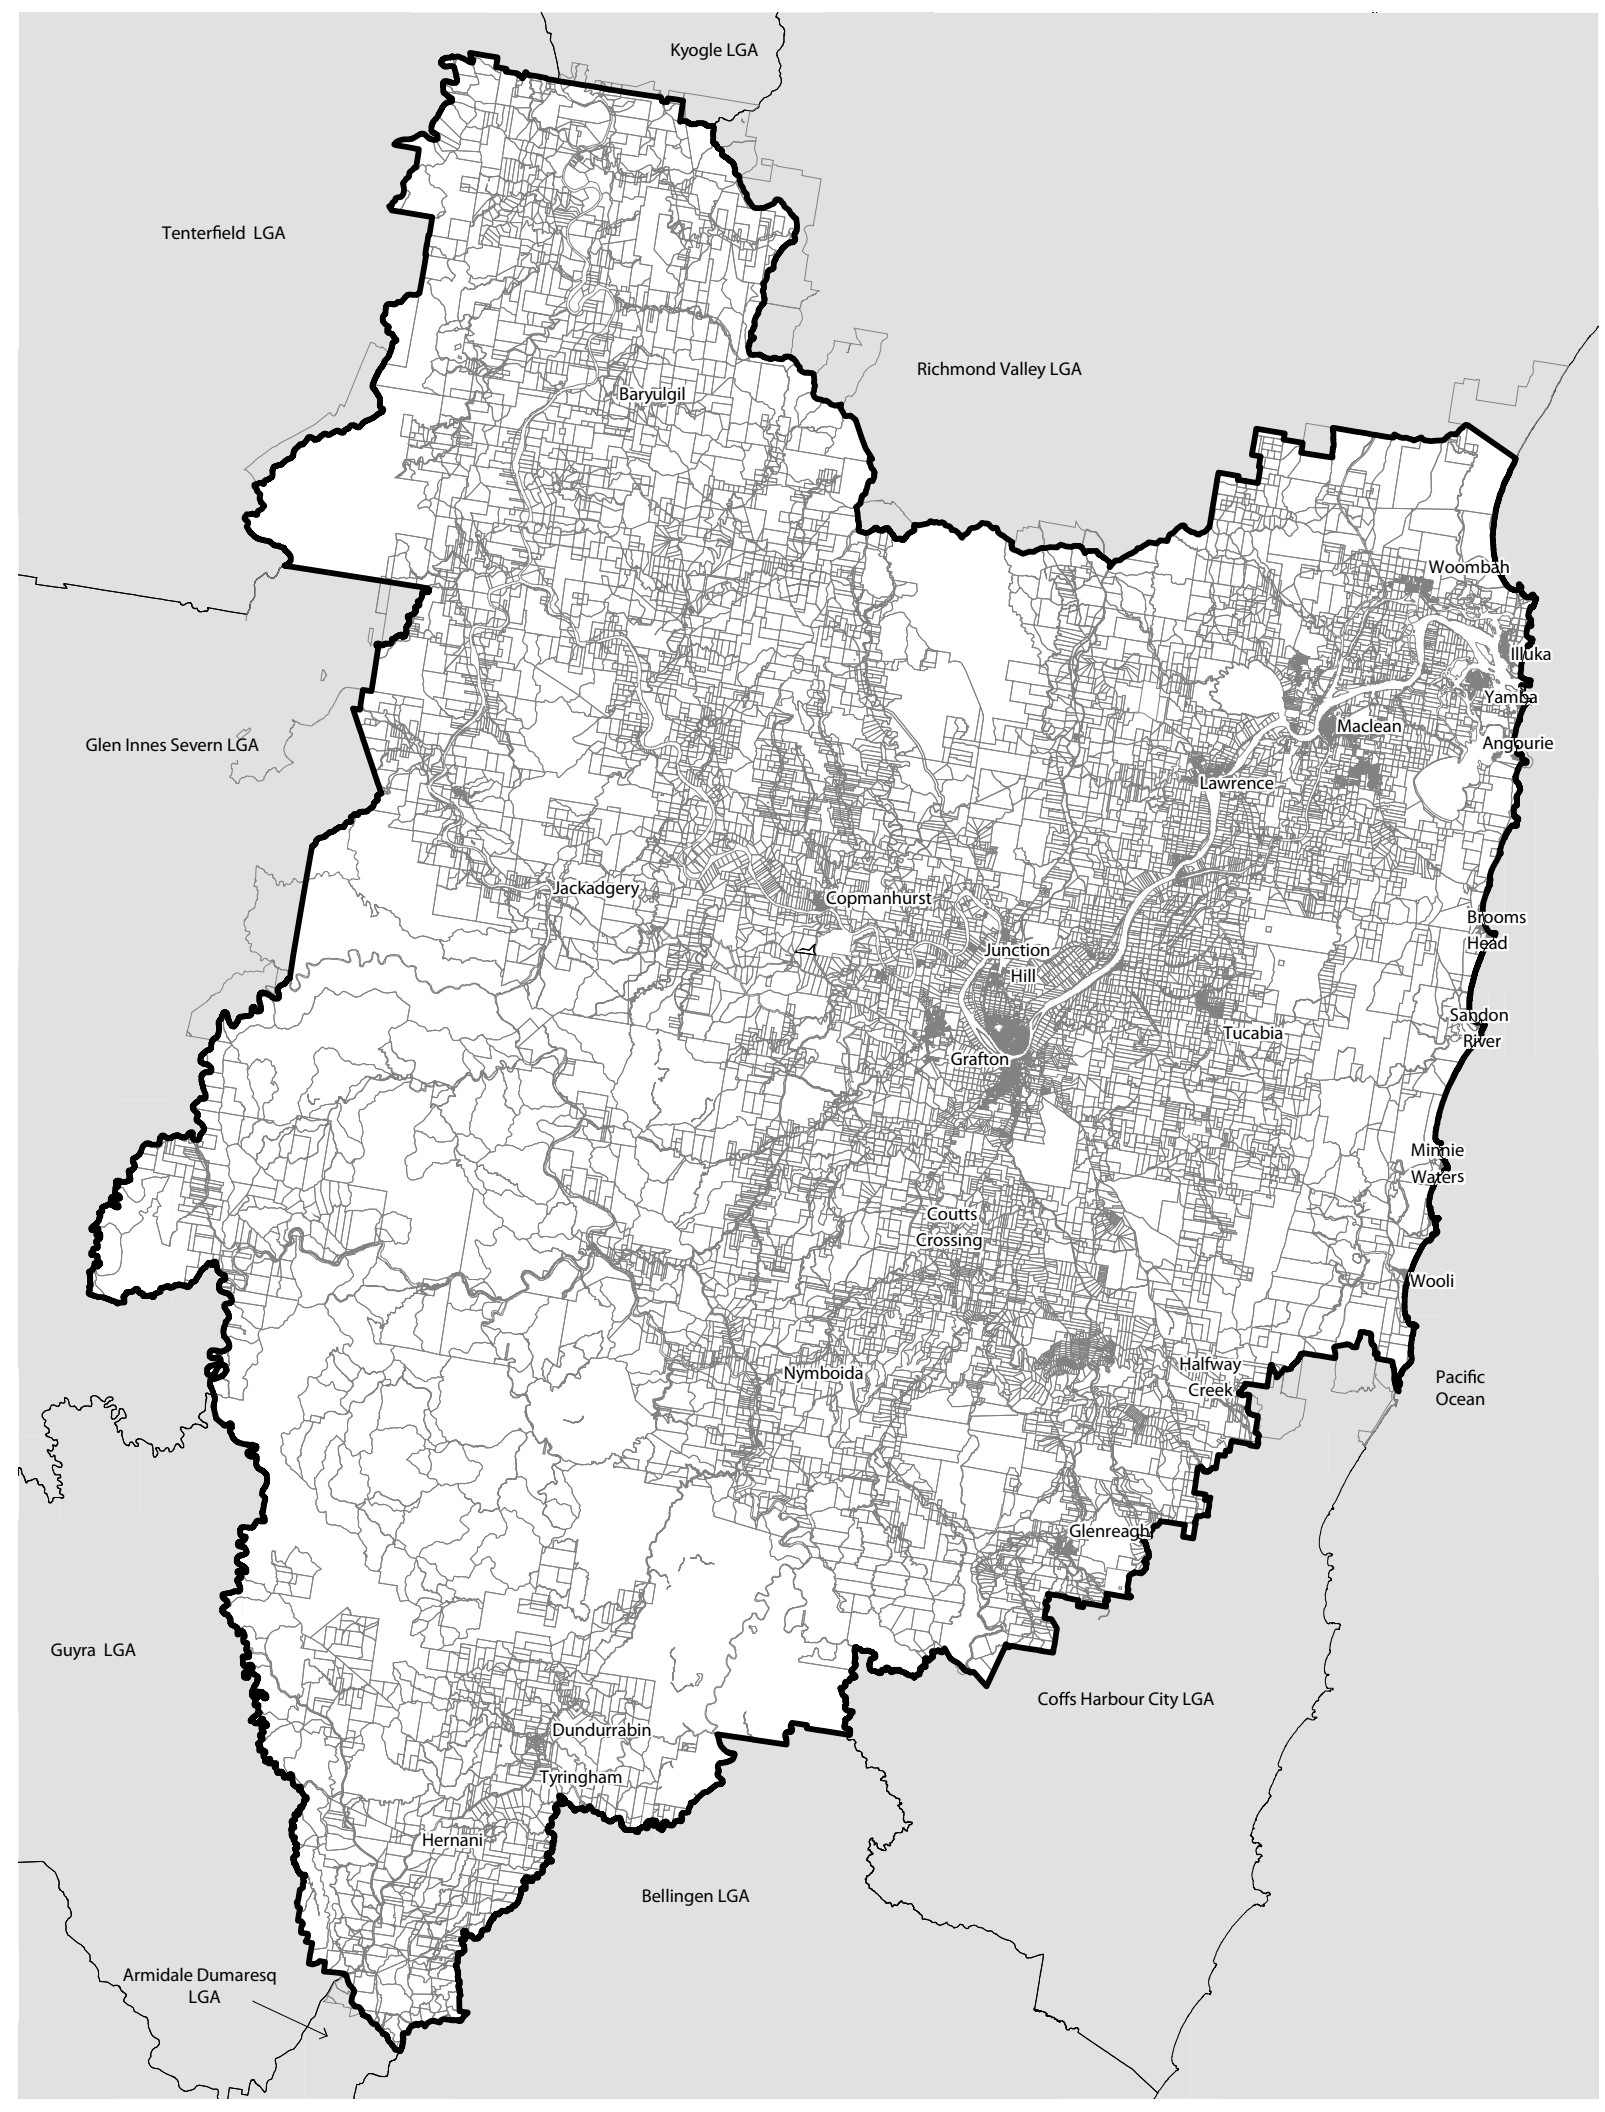 Kyogle LGA
Tenterfield LGA
Richmond Valley LGA
Baryulgil
Woombah
Illuka
Yamba
Maclean
Angourie
Glen Innes Severn LGA
Lawrence
Jackadgery
Copmanhurst
Brooms
Head
Junction
Hill
Sandon
River
Tucabia
Grafton
Minnie
Waters
Coutts
Crossing
Wooli
Halfway
Creek
Nymboida
Pacific
Ocean
Glenreagh
Guyra LGA
Coffs Harbour City LGA
Dundurrabin
Tyringham
Hernani
Bellingen LGA
Armidale Dumaresq
LGA